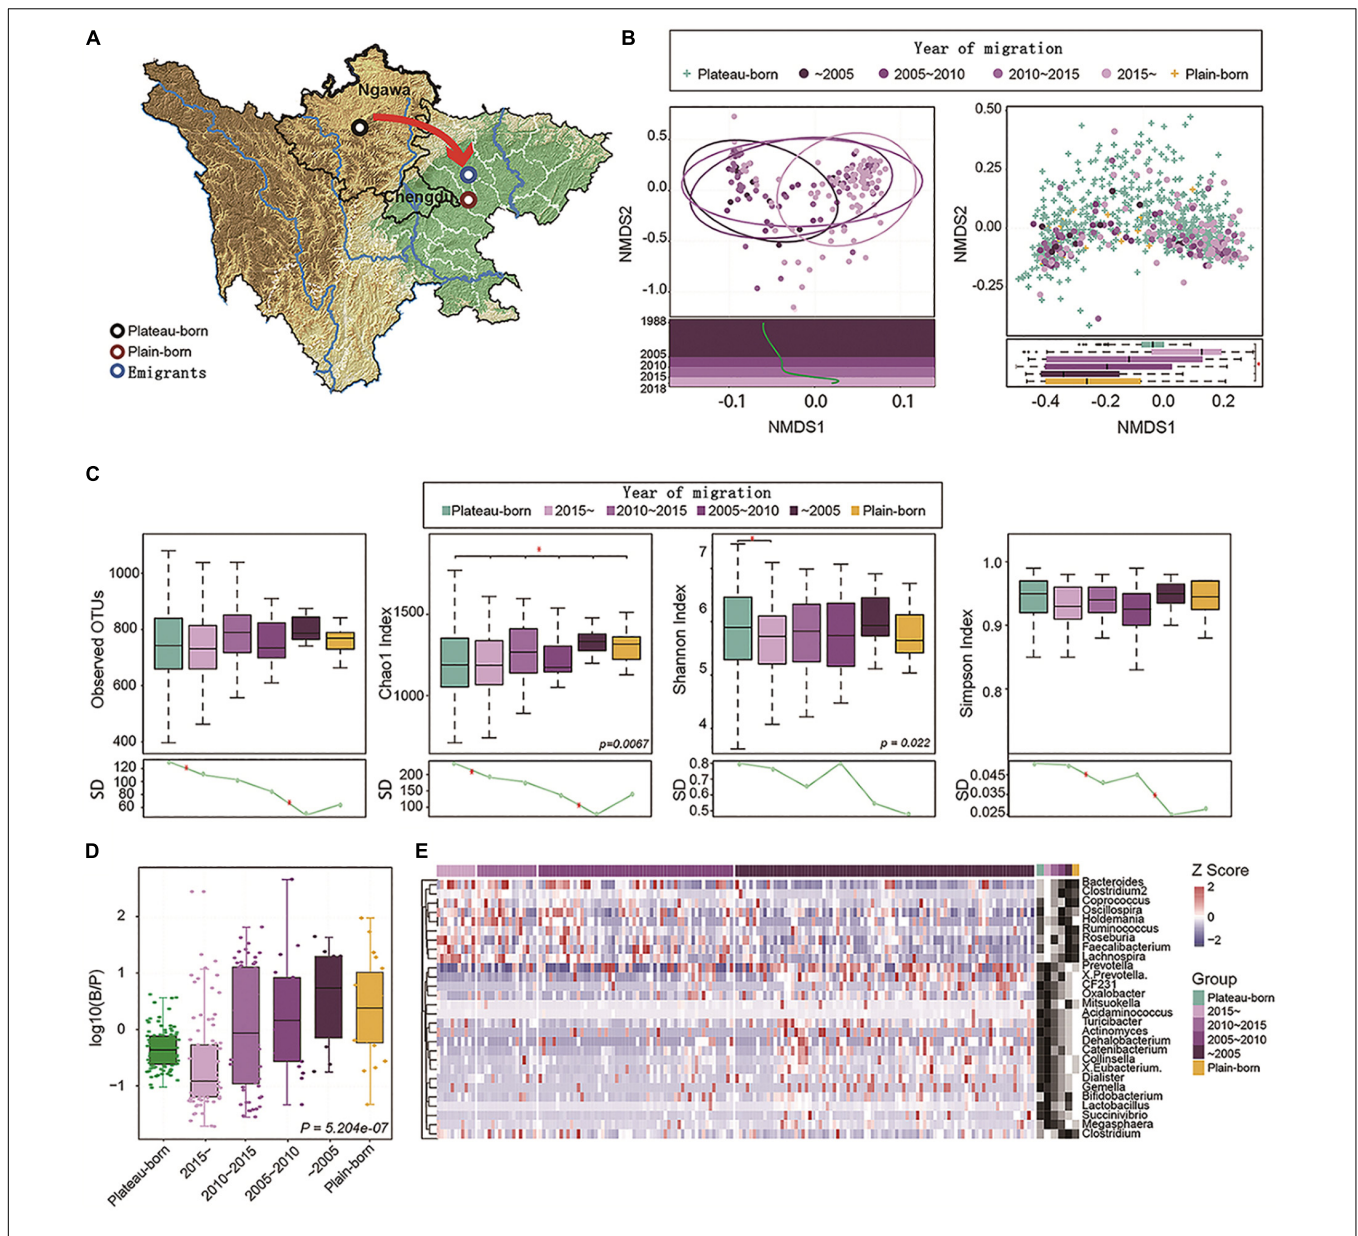 A
Ngawa
Chengdu
Plateau-born
Plain-born
Emigrants
B
Year of migration
Plateau-born ~2005 2005~2010 2010~2015 2015~ Plain-born
NMDS2
0.5
0.0
-0.5
-1.0
1988
2005
2010
2015
2018
-0.1 0.0 0.1
NMDS1
NMDS2
0.50
0.25
0.00
-0.25
-0.4 -0.2 0.0 0.2
NMDS1
C
Year of migration
Plateau-born 2015~ 2010~2015 2005~2010 ~2005 Plain-born
Observed OTUs
1000
800
600
400
SD
120
100
80
60
Chao1 Index
1500
1000
p=0.0067
SD
200
150
100
Shannon Index
7
6
5
4
p = 0.022
SD
0.8
0.7
0.6
0.5
Simpson Index
1.0
0.9
0.8
SD
0.045
0.035
0.025
D
log10(B/P)
2
1
0
-1
P = 5.204e-07
Plateau-born
2015~
2010~2015
2005~2010
~2005
Plain-born
E
Bacteroides
Clostridium2
Coprococcus
Oscillospira
Holdemania
Ruminococcus
Roseburia
Faecalibacterium
Lachnospira
Prevotella
X.Prevotella.
CF231
Oxalobacter
Mitsuokella
Acidaminococcus
Turicibacter
Actinomyces
Dehalobacterium
Catenibacterium
Collinsella
X.Eubacterium.
Dialister
Gemella
Bifidobacterium
Lactobacillus
Succinivibrio
Megasphaera
Clostridium
Z Score
2
0
-2
Group
Plateau-born
2015~
2010~2015
2005~2010
~2005
Plain-born